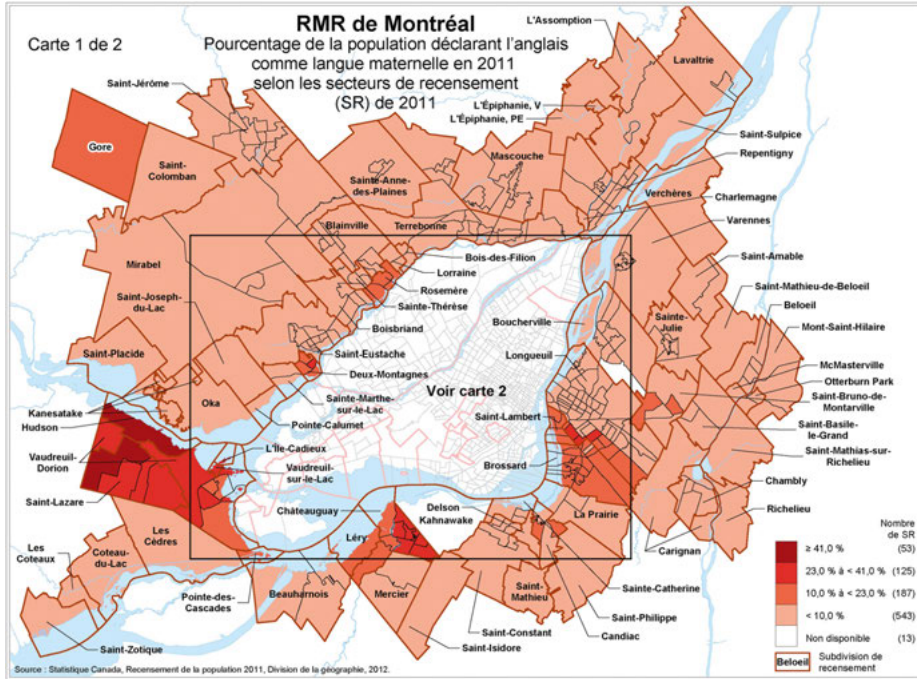 Carte 1 de 2
RMR de Montréal
Pourcentage de la population déclarant l'anglais
comme langue maternelle en 2011
selon les secteurs de recensement
(SR) de 2011
L'Assomption
Lavaltrie
Saint-Jérôme
L'Épiphanie, V
L'Épiphanie, PE
Gore
Saint-
Colomban
Mascouche
Saint-Sulpice
Repentigny
Sainte-Anne-
des-Plaines
Verchères
Charlemagne
Varennes
Blainville
Terrebonne
Mirabel
Bois-des-Filion
Lorraine
Rosemère
Sainte-Thérèse
Saint-Amable
Saint-Mathieu-de-Beloeil
Beloeil
Saint-Joseph-
du-Lac
Boisbriand
Boucherville
Sainte-
Julie
Mont-Saint-Hilaire
Saint-Placide
Saint-Eustache
Deux-Montagnes
Longueuil
McMasterville
Otterburn Park
Saint-Bruno-de-
Montarville
Voir carte 2
Kanesatake
Hudson
Oka
Sainte-Marthe-
sur-le-Lac
Pointe-Calumet
Saint-Lambert
Saint-Basile-
le-Grand
Saint-Mathias-sur-
Richelieu
Vaudreuil-
Dorion
L'Île-Cadieux
Vaudreuil-
sur-le-Lac
Brossard
Saint-Lazare
Chambly
Richelieu
Châteauguay
Delson
Kahnawake
La Prairie
Les
Cèdres
Léry
Carignan
Les
Coteaux
Coteau-
du-Lac
Pointe-des-
Cascades
Beauharnois
Mercier
Saint-
Mathieu
Sainte-Catherine
Saint-Philippe
Candiac
Saint-Constant
Saint-Isidore
Saint-Zotique
Nombre
de SR
≥ 41,0 % (53)
23,0 % à < 41,0 % (125)
10,0 % à < 23,0 % (187)
< 10,0 % (543)
Non disponible (13)
Beloeil Subdivision de
recensement
Source : Statistique Canada, Recensement de la population 2011, Division de la géographie, 2012.